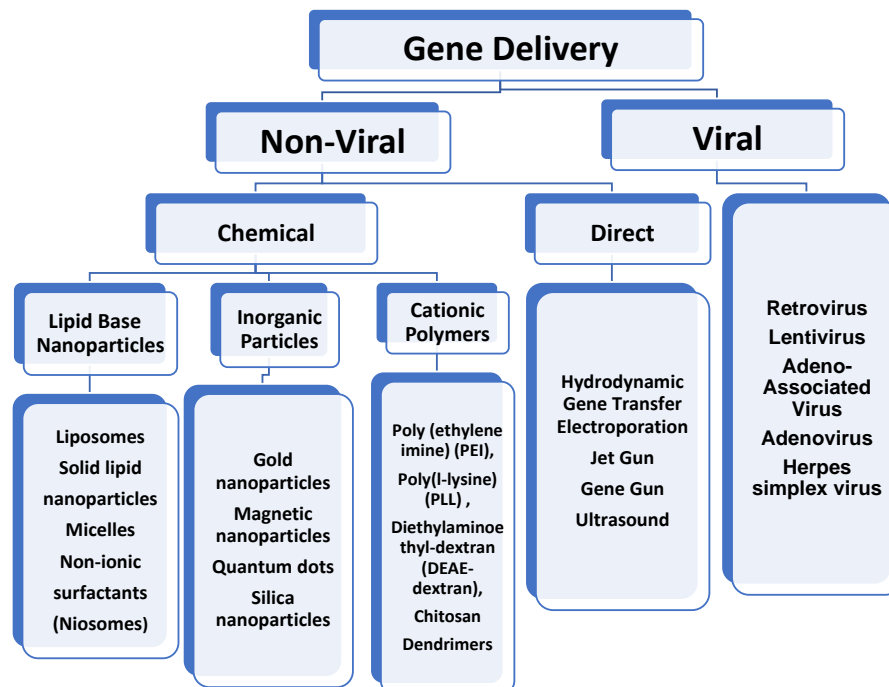 Gene Delivery
Non-Viral
Viral
Chemical
Direct
Lipid Base
Nanoparticles
Inorganic
Particles
Cationic
Polymers
Liposomes
Solid lipid
nanoparticles
Micelles
Non-ionic
surfactants
(Niosomes)
Gold
nanoparticles
Magnetic
nanoparticles
Quantum dots
Silica
nanoparticles
Poly (ethylene
imine) (PEI),
Poly(l-lysine)
(PLL) ,
Diethylaminoe
thyl-dextran
(DEAE-
dextran),
Chitosan
Dendrimers
Hydrodynamic
Gene Transfer
Electroporation
Jet Gun
Gene Gun
Ultrasound
Retrovirus
Lentivirus
Adeno-
Associated
Virus
Adenovirus
Herpes
simplex virus